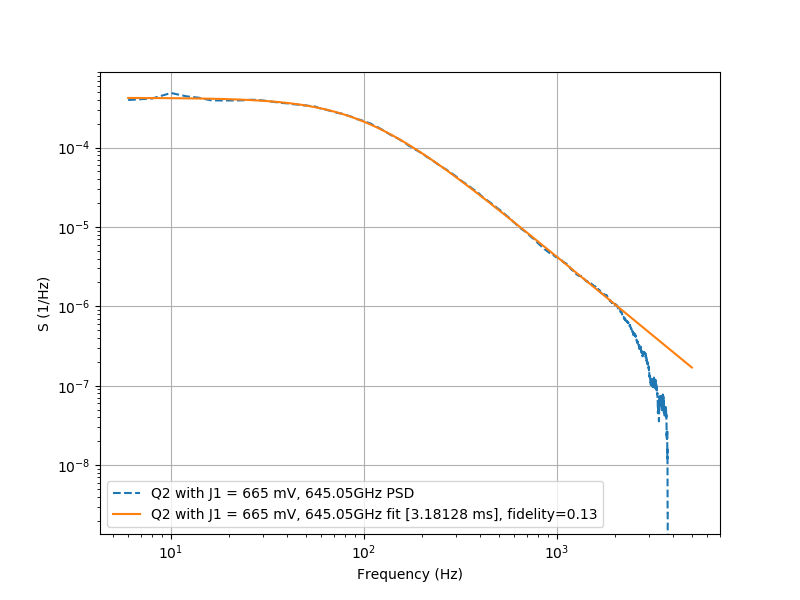 S (1/Hz)
10⁻⁴
10⁻⁵
10⁻⁶
10⁻⁷
10⁻⁸
Q2 with J1 = 665 mV, 645.05GHz PSD
Q2 with J1 = 665 mV, 645.05GHz fit [3.18128 ms], fidelity=0.13
10¹ 10² 10³
Frequency (Hz)